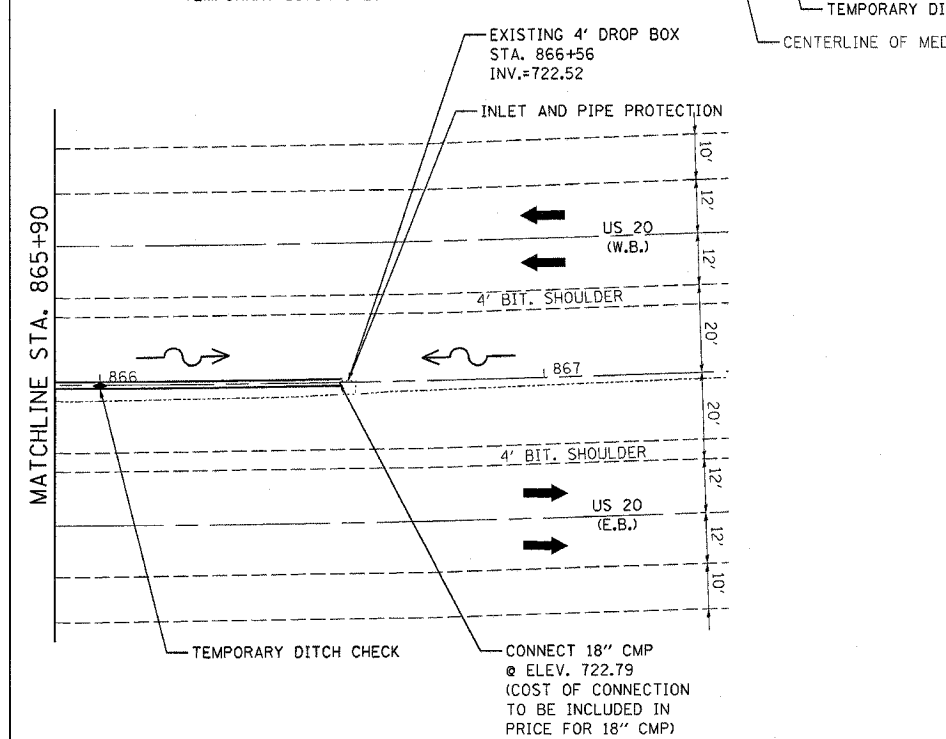 TEMPORARY DI
CENTERLINE OF MED
EXISTING 4' DROP BOX
STA. 866+56
INV.=722.52
INLET AND PIPE PROTECTION
MATCHLINE STA. 865+90
10'
12'
US 20
(W.B.)
12'
4' BIT. SHOULDER
20'
866
867
20'
4' BIT. SHOULDER
12'
US 20
(E.B.)
12'
10'
TEMPORARY DITCH CHECK
CONNECT 18" CMP
@ ELEV. 722.79
(COST OF CONNECTION
TO BE INCLUDED IN
PRICE FOR 18" CMP)